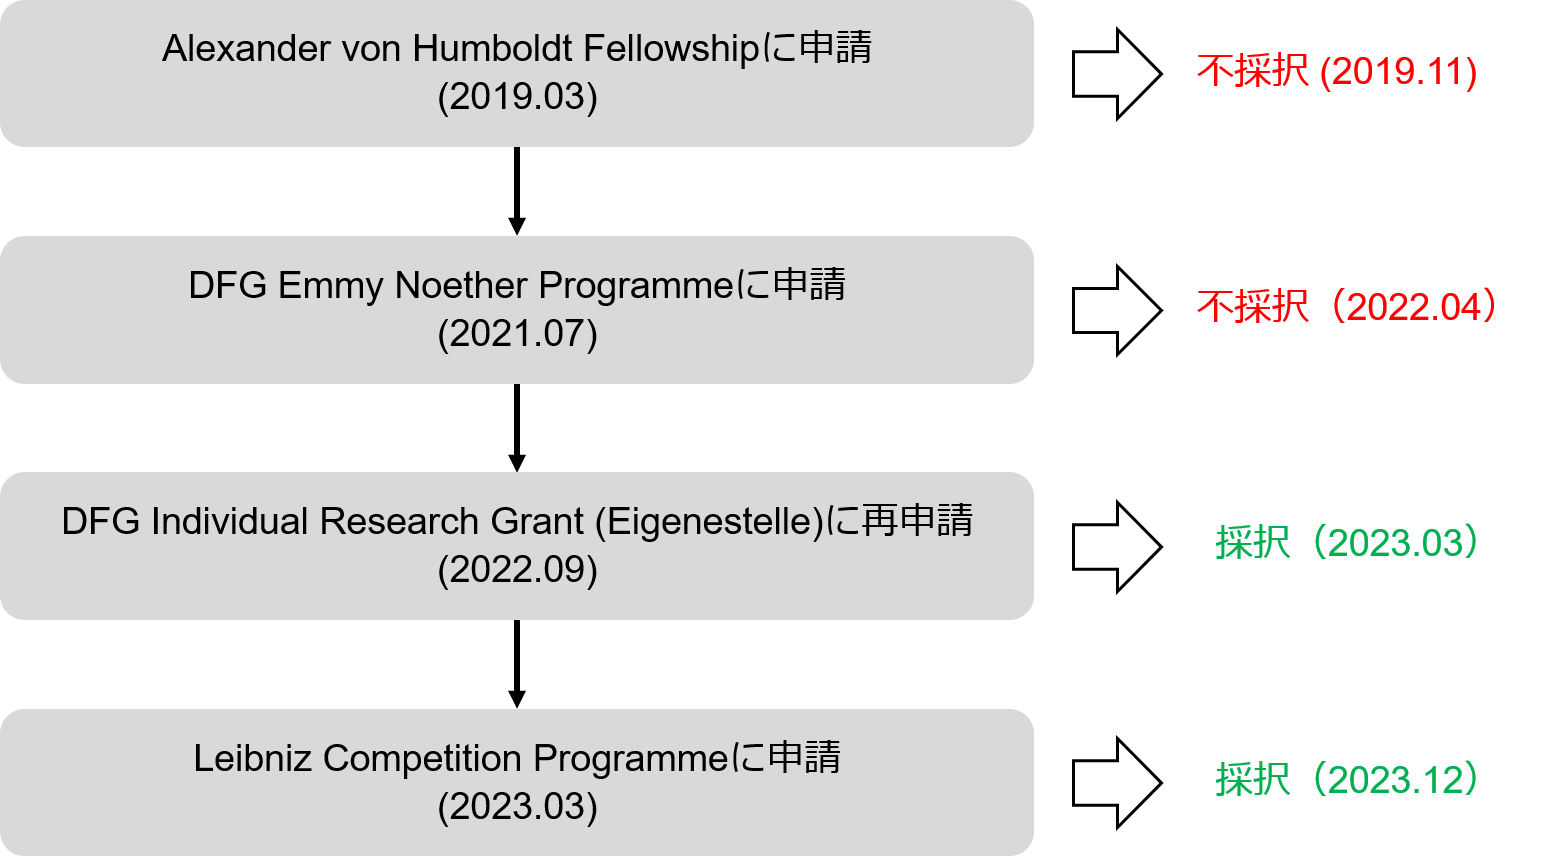 Alexander von Humboldt Fellowshipに申請
(2019.03)
不採択 (2019.11)
DFG Emmy Noether Programmeに申請
(2021.07)
不採択（2022.04）
DFG Individual Research Grant (Eigenestelle)に再申請
(2022.09)
採択（2023.03）
Leibniz Competition Programmeに申請
(2023.03)
採択（2023.12）